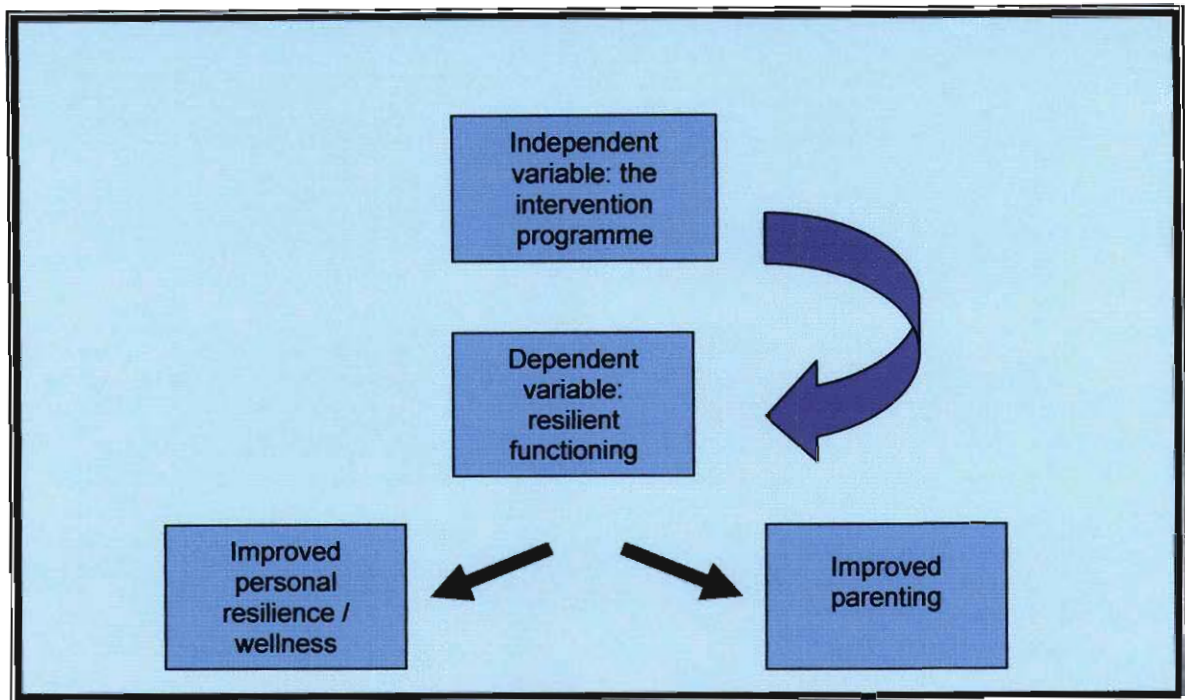 Independent
variable: the
intervention
programme
Dependent
variable:
resilient
functioning
Improved
personal
resilience /
wellness
Improved
parenting